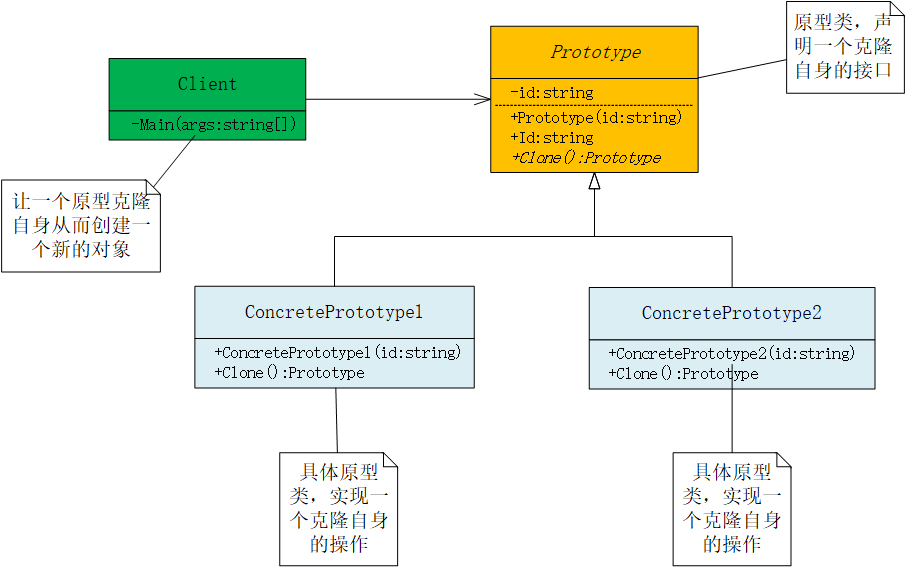 Prototype
-id:string
+Prototype(id:string)
+Id:string
+Clone():Prototype
原型类，声
明一个克隆
自身的接口
Client
-Main(args:string[])
让一个原型克隆
自身从而创建一
个新的对象
ConcretePrototype1
+ConcretePrototype1(id:string)
+Clone():Prototype
ConcretePrototype2
+ConcretePrototype2(id:string)
+Clone():Prototype
具体原型
类，实现一
个克隆自身
的操作
具体原型
类，实现一
个克隆自身
的操作